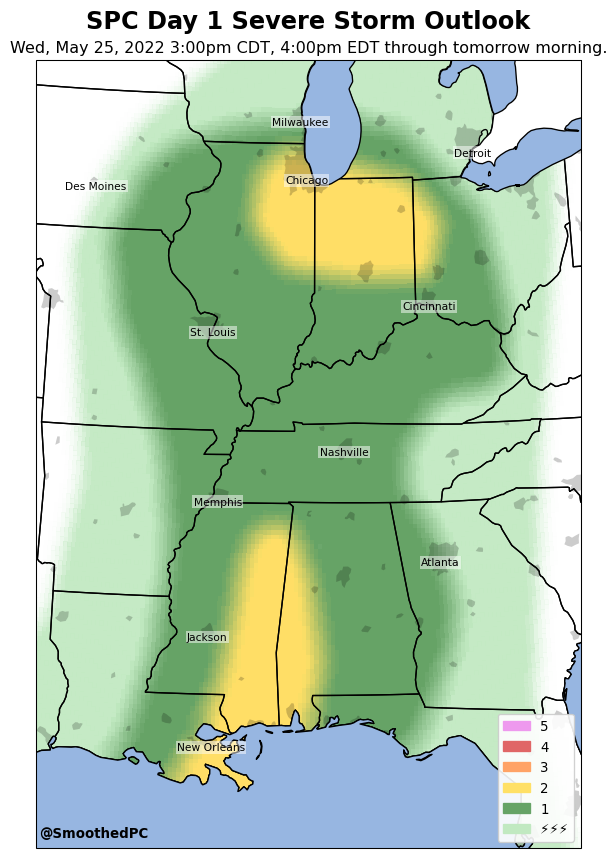 SPC Day 1 Severe Storm Outlook
Wed, May 25, 2022 3:00pm CDT, 4:00pm EDT through tomorrow morning.
Milwaukee
Detroit
Chicago
Des Moines
Cincinnati
St. Louis
Nashville
Memphis
Atlanta
Jackson
New Orleans
5
4
3
2
1
⚡⚡⚡
@SmoothedPC